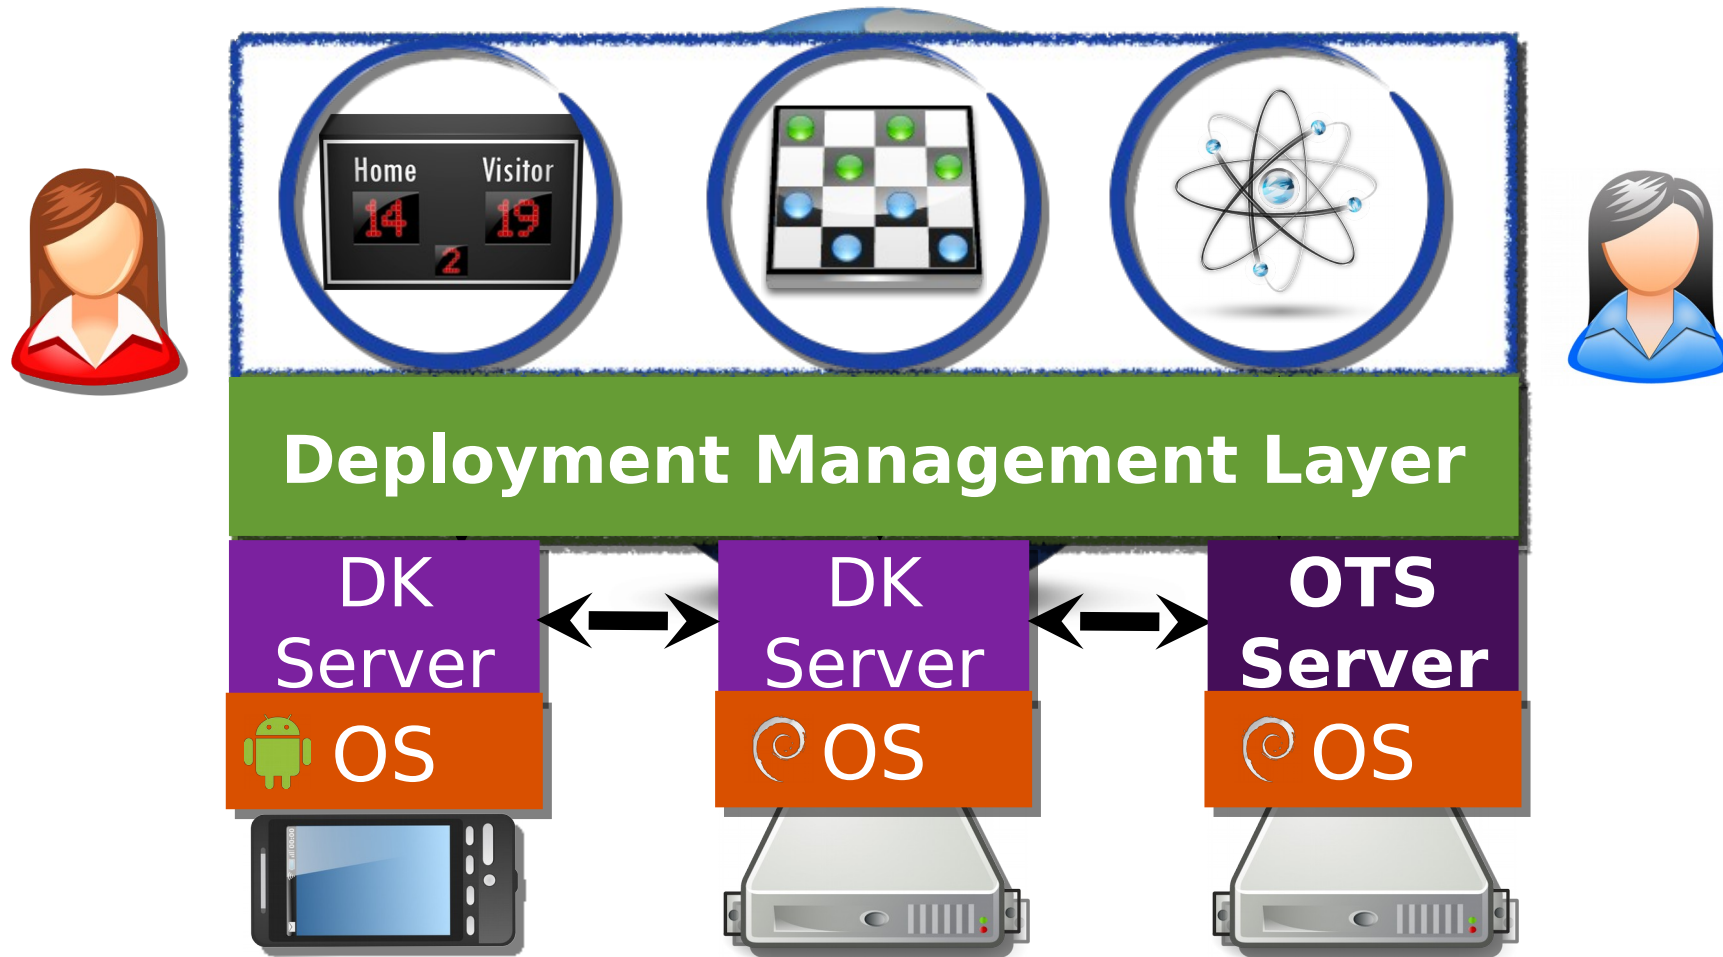 Home Visitor
14 19
2
Deployment Management Layer
DK
Server
DK
Server
OTS
Server
OS
OS
OS